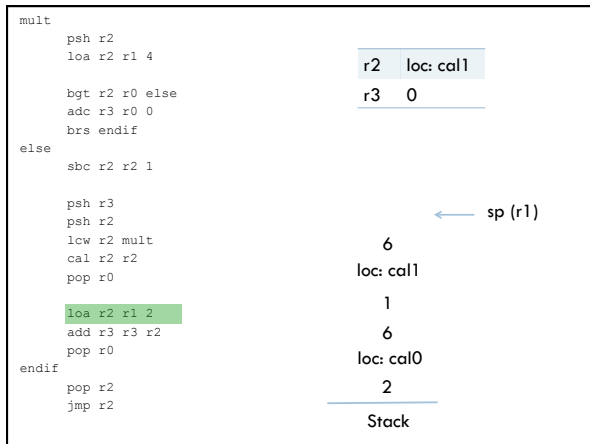 mult
psh r2
loa r2 r1 4
bgt r2 r0 else
adc r3 r0 0
brs endif
else
sbc r2 r2 1
psh r3
psh r2
lcw r2 mult
cal r2 r2
pop r0
loa r2 r1 2
add r3 r3 r2
pop r0
endif
pop r2
jmp r2
r2 loc: cal1
r3 0
sp (r1)
6
loc: cal1
1
6
loc: cal0
2
Stack